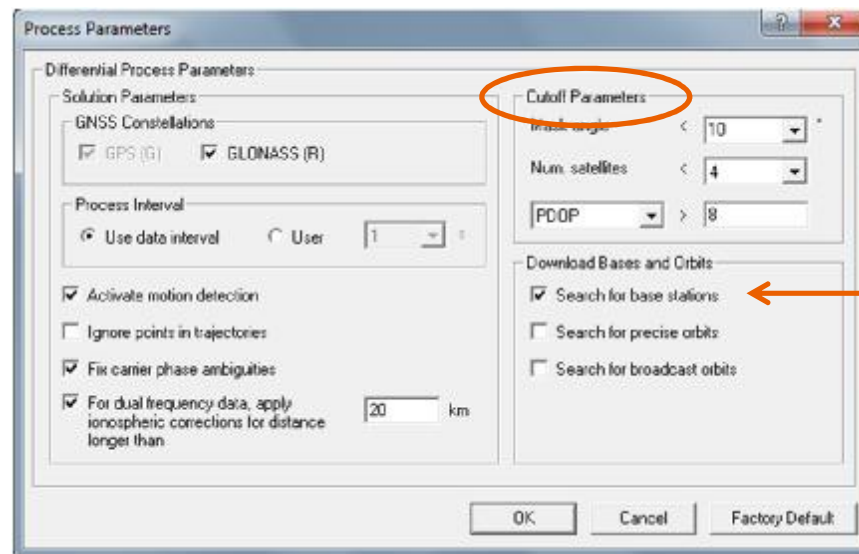 Process Parameters
Differential Process Parameters
Solution Parameters
GNSS Constellations
GPS (G) GLONASS (R)
Process Interval
Use data interval User 1 s
Activate motion detection
Ignore points in trajectories
Fix carrier phase ambiguities
For dual frequency data, apply
ionospheric corrections for distance
longer than
20 km
Cutoff Parameters
Mask angle < 10 °
Num. satellites < 4
PDOP > 8
Download Bases and Orbits
Search for base stations
Search for precise orbits
Search for broadcast orbits
OK Cancel Factory Default